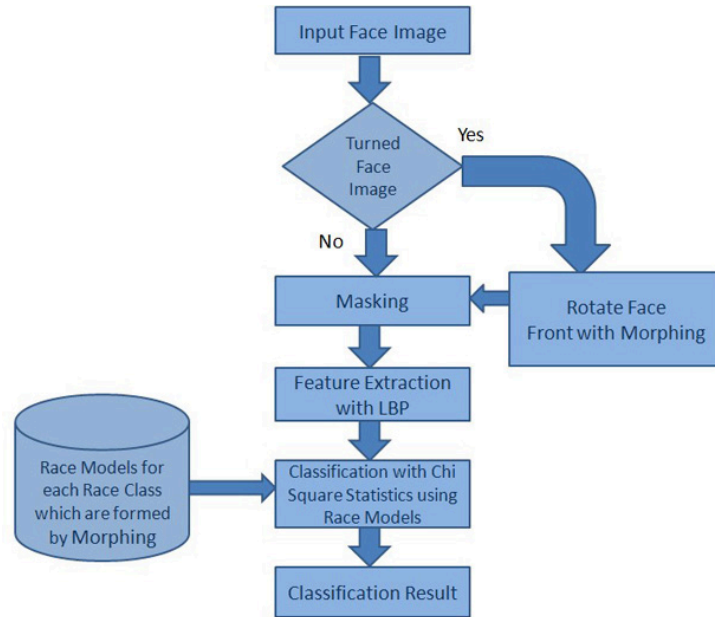 Input Face Image
Turned
Face
Image
Yes
No
Masking
Rotate Face
Front with Morphing
Feature Extraction
with LBP
Race Models for
each Race Class
which are formed
by Morphing
Classification with Chi
Square Statistics using
Race Models
Classification Result